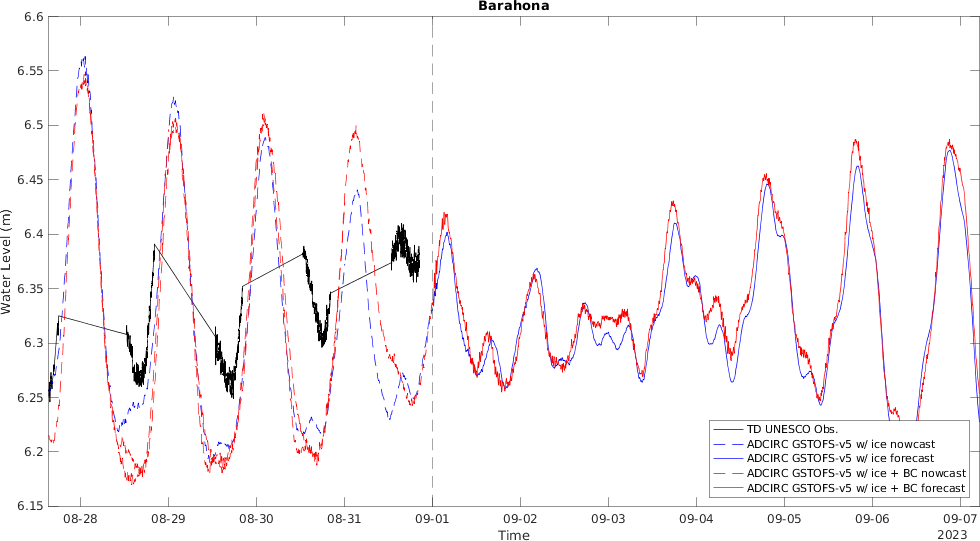 Barahona
6.6
6.55
6.5
6.45
6.4
6.35
6.3
6.25
6.2
6.15
Water Level (m)
08-28 08-29 08-30 08-31 09-01 09-02 09-03 09-04 09-05 09-06 09-07
Time
2023
TD UNESCO Obs.
ADCIRC GSTOFS-v5 w/ ice nowcast
ADCIRC GSTOFS-v5 w/ ice forecast
ADCIRC GSTOFS-v5 w/ ice + BC nowcast
ADCIRC GSTOFS-v5 w/ ice + BC forecast